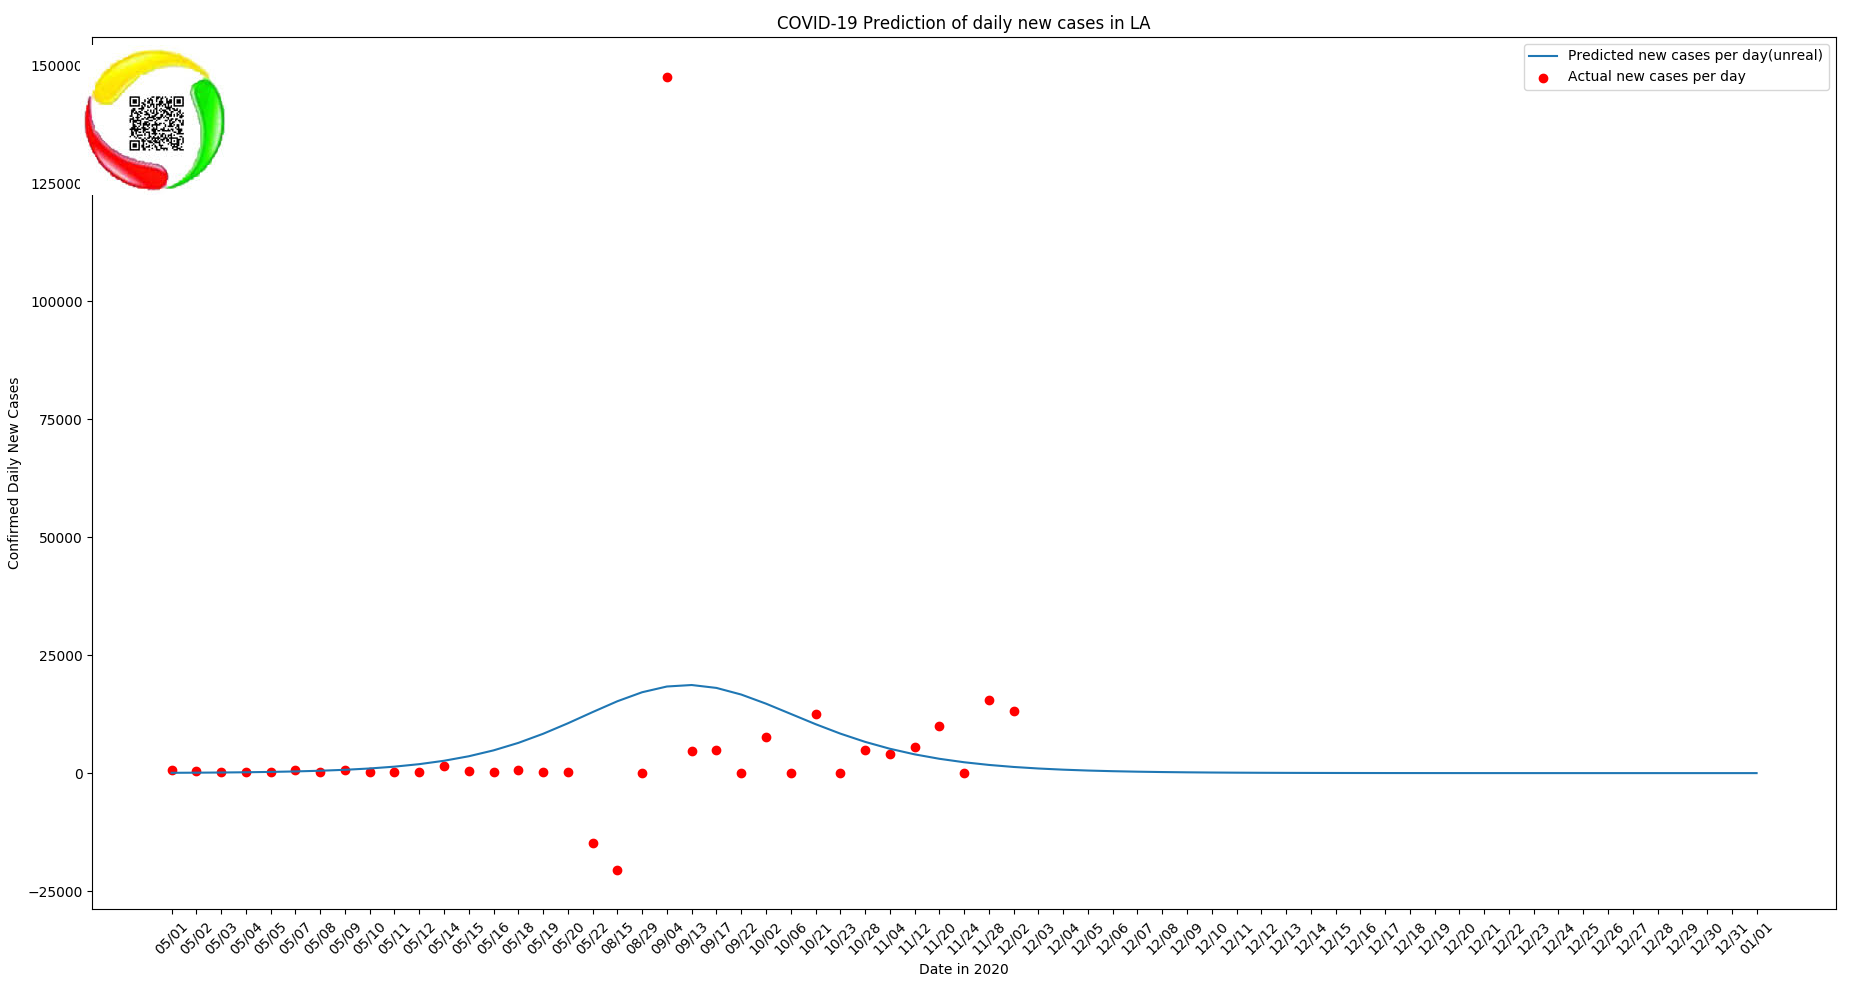 COVID-19 Prediction of daily new cases in LA
Predicted new cases per day(unreal)
Actual new cases per day
Confirmed Daily New Cases
150000
125000
100000
75000
50000
25000
0
−25000
05/01 05/02 05/03 05/04 05/05 05/07 05/08 05/09 05/10 05/11 05/12 05/14 05/15 05/16 05/18 05/19 05/20 05/22 08/15 08/29 09/04 09/13 09/17 09/22 10/02 10/06 10/21 10/23 10/28 11/04 11/12 11/20 11/24 11/28 12/02 12/03 12/04 12/05 12/06 12/07 12/08 12/09 12/10 12/11 12/12 12/13 12/14 12/15 12/16 12/17 12/18 12/19 12/20 12/21 12/22 12/23 12/24 12/25 12/26 12/27 12/28 12/29 12/30 12/31 01/01
Date in 2020